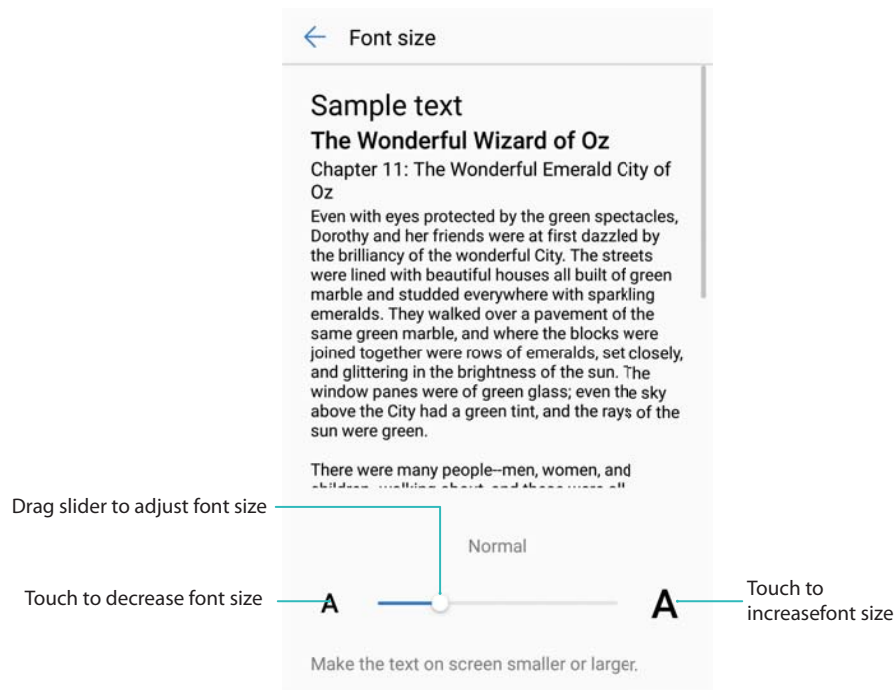 Font size
Sample text
The Wonderful Wizard of Oz
Chapter 11: The Wonderful Emerald City of
Oz
Even with eyes protected by the green spectacles,
Dorothy and her friends were at first dazzled by
the brilliancy of the wonderful City. The streets
were lined with beautiful houses all built of green
marble and studded everywhere with sparkling
emeralds. They walked over a pavement of the
same green marble, and where the blocks were
joined together were rows of emeralds, set closely,
and glittering in the brightness of the sun. The
window panes were of green glass; even the sky
above the City had a green tint, and the rays of the
sun were green.
There were many people--men, women, and
Drag slider to adjust font size
Normal
Touch to decrease font size
A
A
Touch to
increasefont size
Make the text on screen smaller or larger.